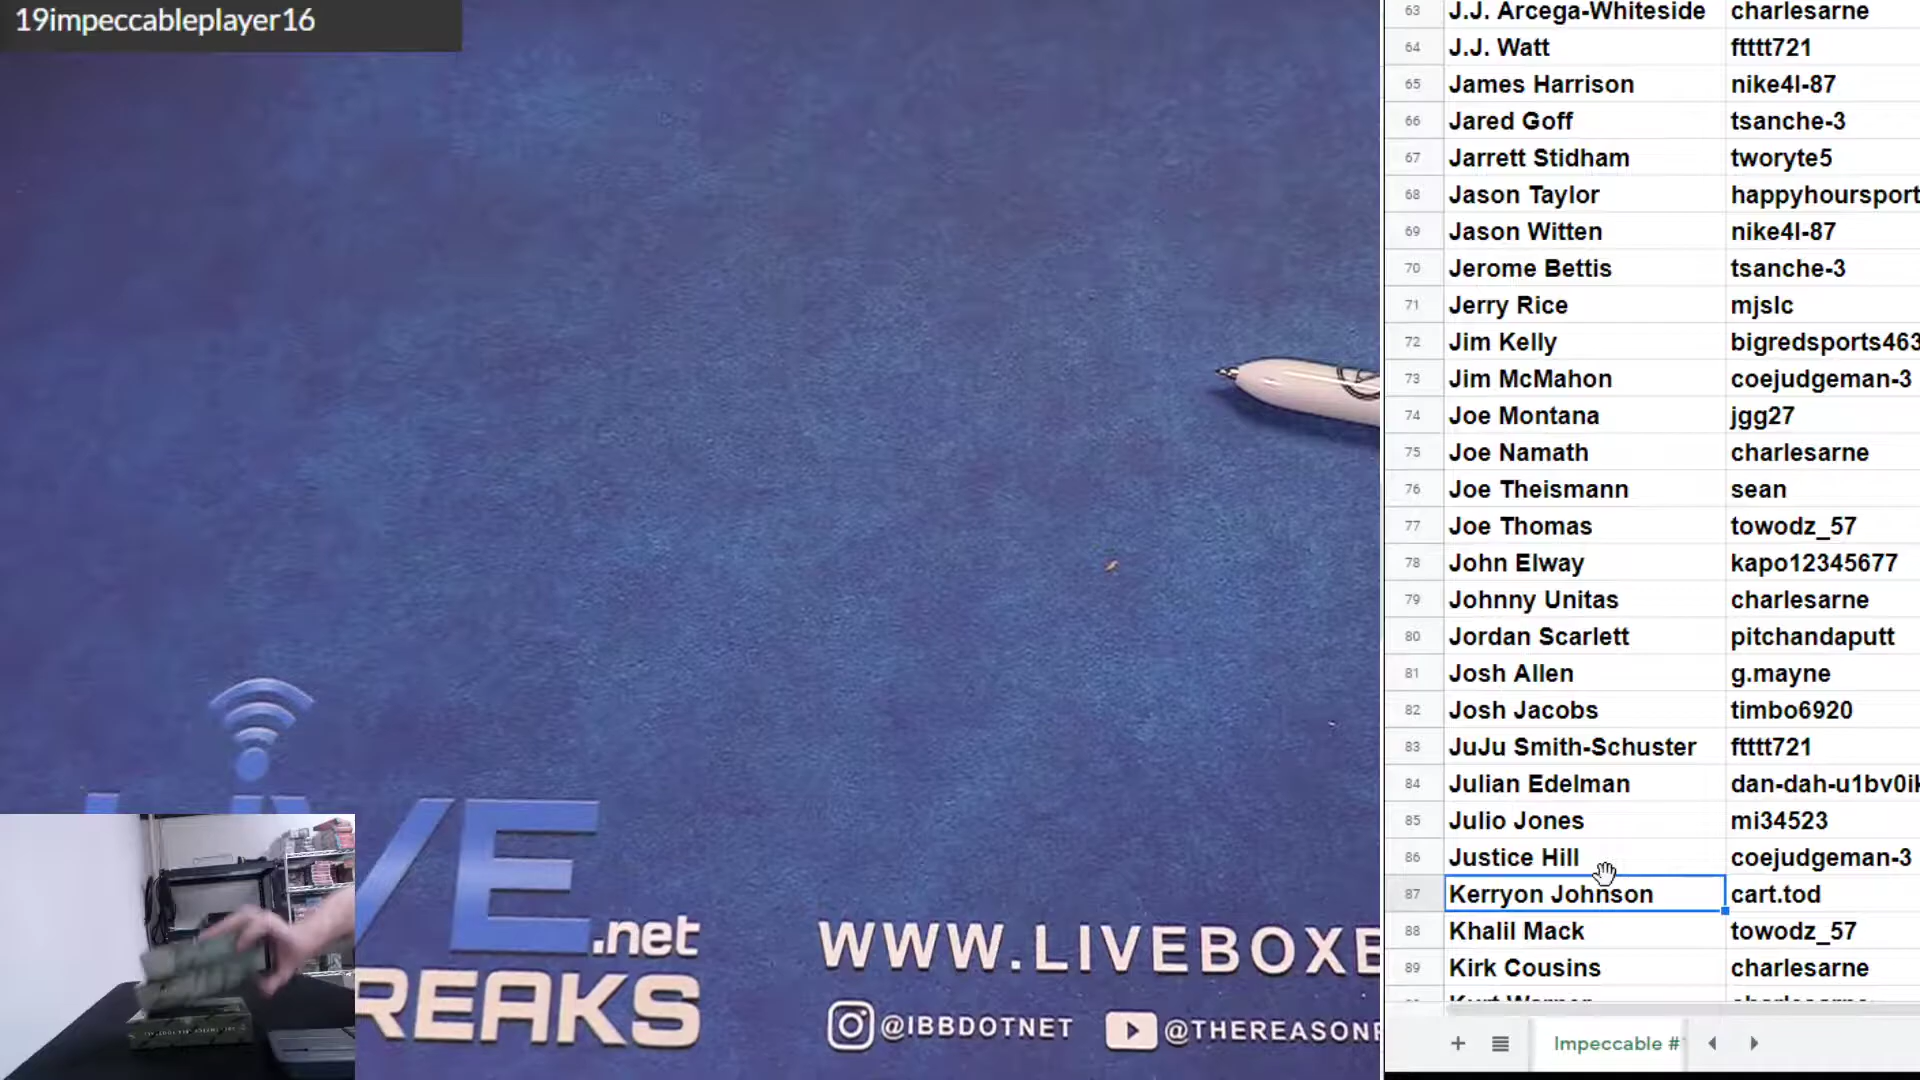 19impeccableplayer16
63 J.J. Arcega-Whiteside charlesarne
64 J.J. Watt ftttt721
65 James Harrison nike4l-87
66 Jared Goff tsanche-3
67 Jarrett Stidham tworyte5
68 Jason Taylor happyhoursport
69 Jason Witten nike4l-87
70 Jerome Bettis tsanche-3
71 Jerry Rice mjslc
72 Jim Kelly bigredsports463
73 Jim McMahon coejudgeman-3
74 Joe Montana jgg27
75 Joe Namath charlesarne
76 Joe Theismann sean
77 Joe Thomas towodz_57
78 John Elway kapo12345677
79 Johnny Unitas charlesarne
80 Jordan Scarlett pitchandaputt
81 Josh Allen g.mayne
82 Josh Jacobs timbo6920
83 JuJu Smith-Schuster ftttt721
84 Julian Edelman dan-dah-u1bv0ik
85 Julio Jones mi34523
86 Justice Hill coejudgeman-3
87 Kerryon Johnson cart.tod
88 Khalil Mack towodz_57
89 Kirk Cousins charlesarne
Impeccable #
.net
REAKS
WWW.LIVEBOXB
@IBBDOTNET @THEREASONF